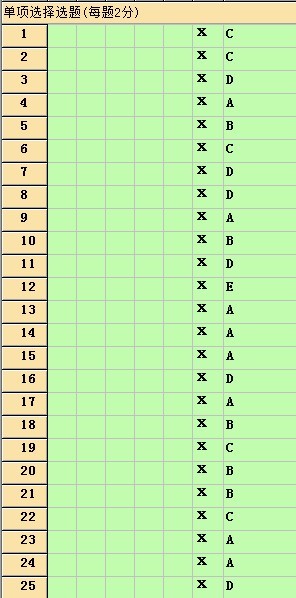 单项选择选题(每题2分)
1 X C
2 X C
3 X D
4 X A
5 X B
6 X C
7 X D
8 X D
9 X A
10 X B
11 X D
12 X E
13 X A
14 X A
15 X A
16 X D
17 X A
18 X B
19 X C
20 X B
21 X B
22 X C
23 X A
24 X A
25 X D